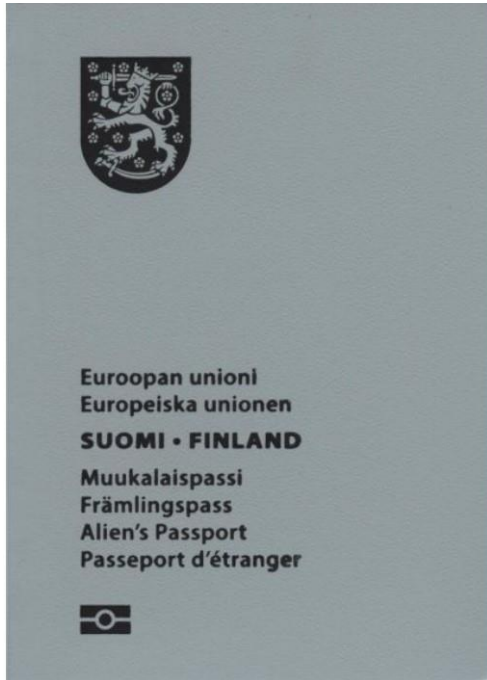 Euroopan unioni
Europeiska unionen
SUOMI • FINLAND
Muukalaispassi
Främlingspass
Alien's Passport
Passeport d'étranger